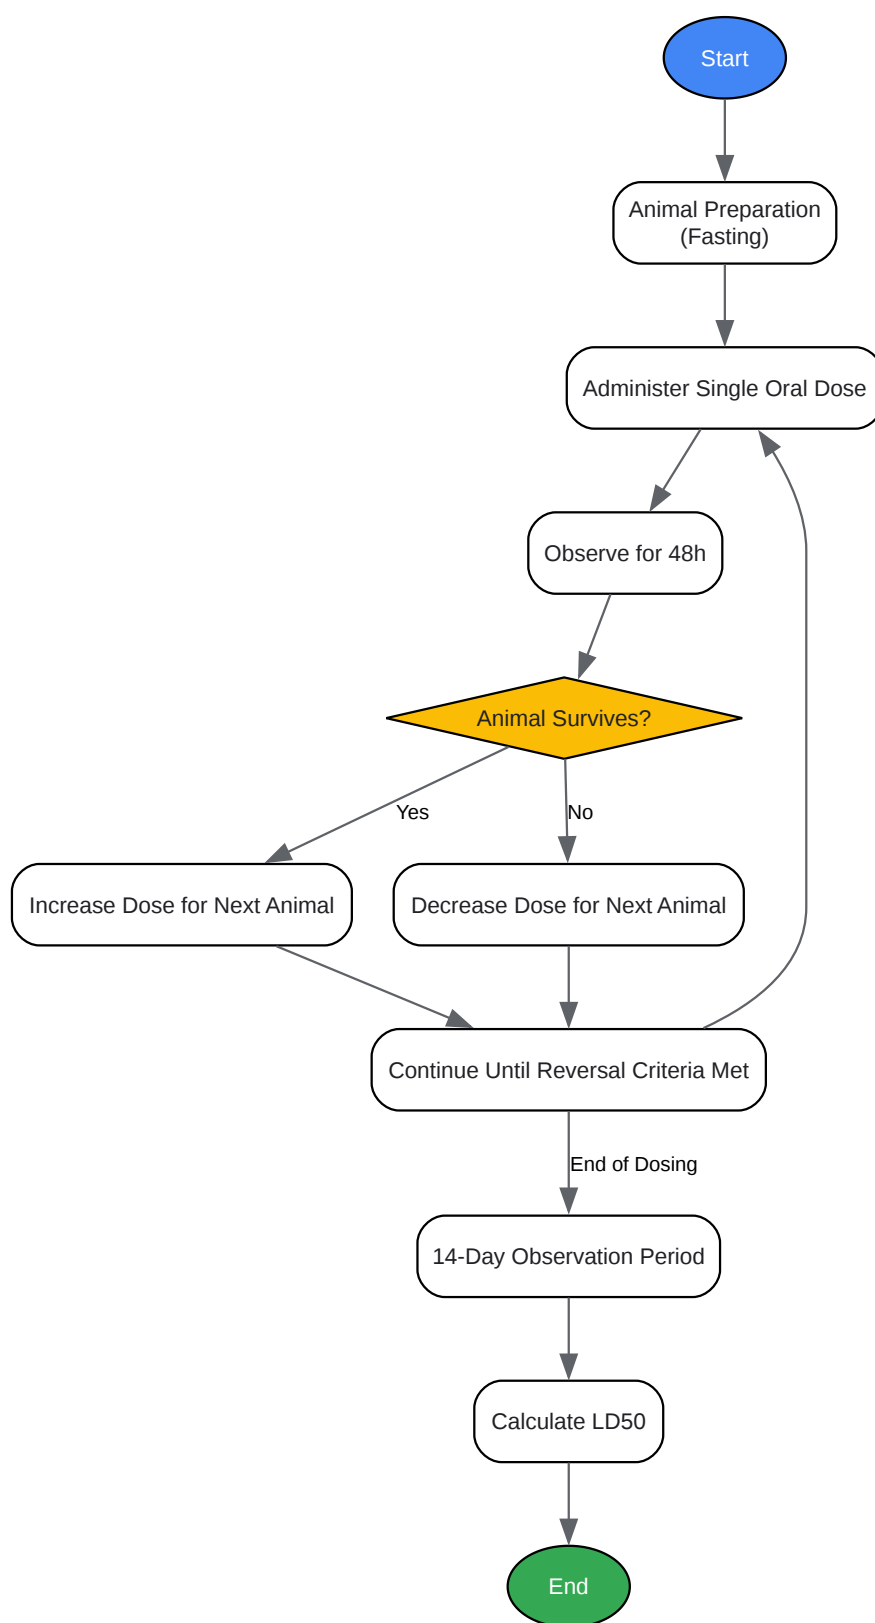 Start
Animal Preparation
(Fasting)
Administer Single Oral Dose
Observe for 48h
Animal Survives?
Yes
No
Increase Dose for Next Animal
Decrease Dose for Next Animal
Continue Until Reversal Criteria Met
End of Dosing
14-Day Observation Period
Calculate LD50
End